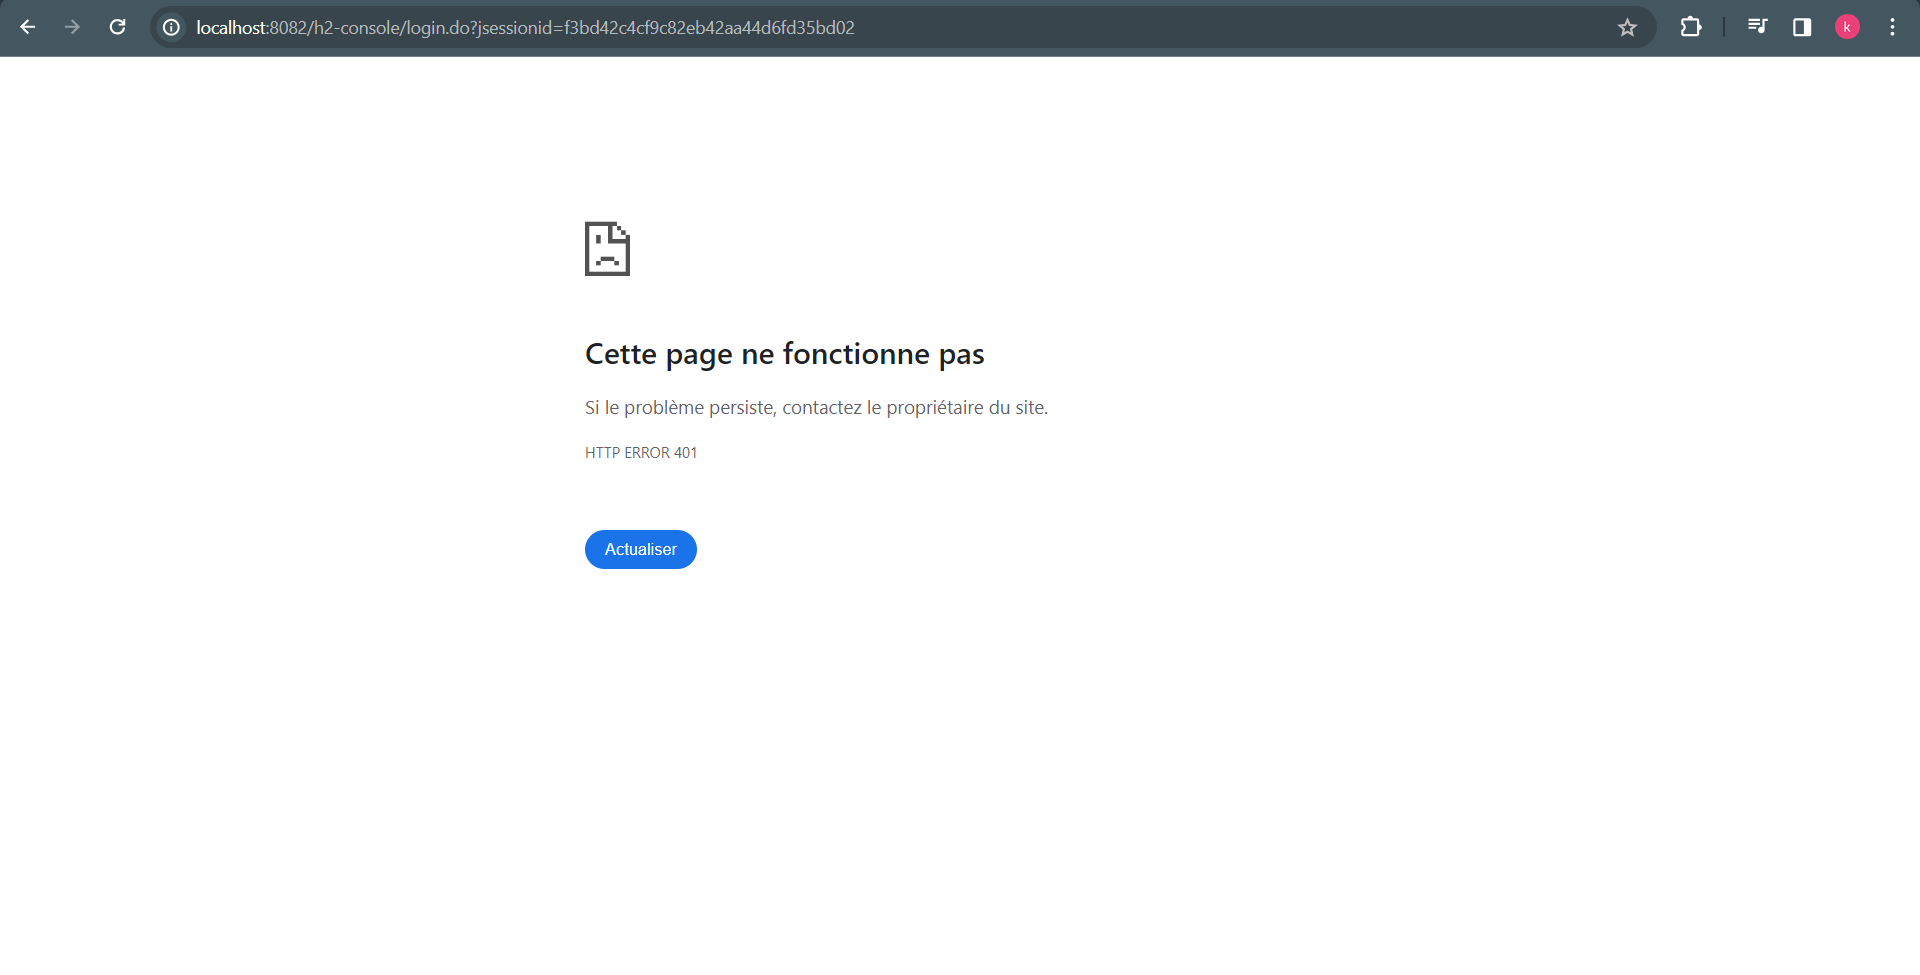 localhost:8082/h2-console/login.do?jsessionid=f3bd42c4cf9c82eb42aa44d6fd35bd02
k
Cette page ne fonctionne pas
Si le problème persiste, contactez le propriétaire du site.
HTTP ERROR 401
Actualiser